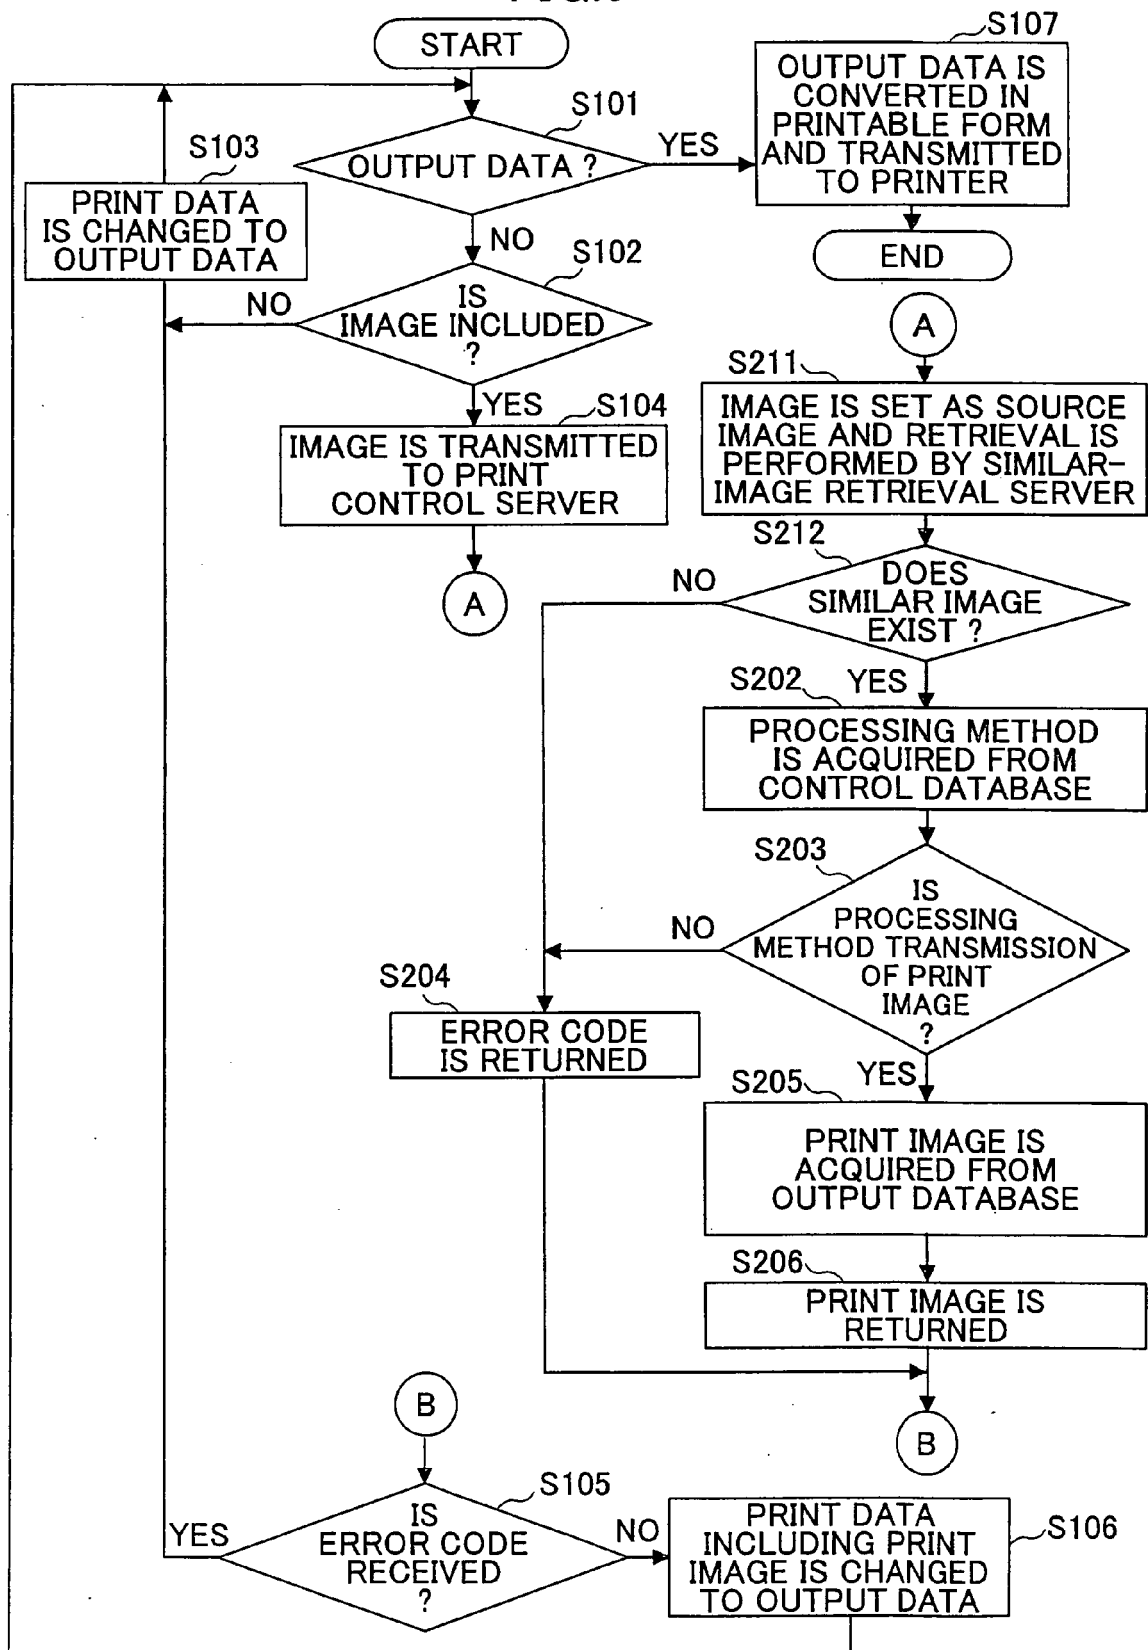 START
S101
OUTPUT DATA ?
YES
S107
OUTPUT DATA IS
CONVERTED IN
PRINTABLE FORM
AND TRANSMITTED
TO PRINTER
END
NO
S103
PRINT DATA
IS CHANGED TO
OUTPUT DATA
S102
IS
IMAGE INCLUDED
?
NO
YES
S104
IMAGE IS TRANSMITTED
TO PRINT
CONTROL SERVER
A
A
S211
IMAGE IS SET AS SOURCE
IMAGE AND RETRIEVAL IS
PERFORMED BY SIMILAR-
IMAGE RETRIEVAL SERVER
S212
DOES
SIMILAR IMAGE
EXIST ?
NO
YES
S202
PROCESSING METHOD
IS ACQUIRED FROM
CONTROL DATABASE
S203
IS
PROCESSING
METHOD TRANSMISSION
OF PRINT
IMAGE
?
NO
S204
ERROR CODE
IS RETURNED
YES
S205
PRINT IMAGE IS
ACQUIRED FROM
OUTPUT DATABASE
S206
PRINT IMAGE IS
RETURNED
B
B
S105
IS
ERROR CODE
RECEIVED
?
YES
NO
S106
PRINT DATA
INCLUDING PRINT
IMAGE IS CHANGED
TO OUTPUT DATA